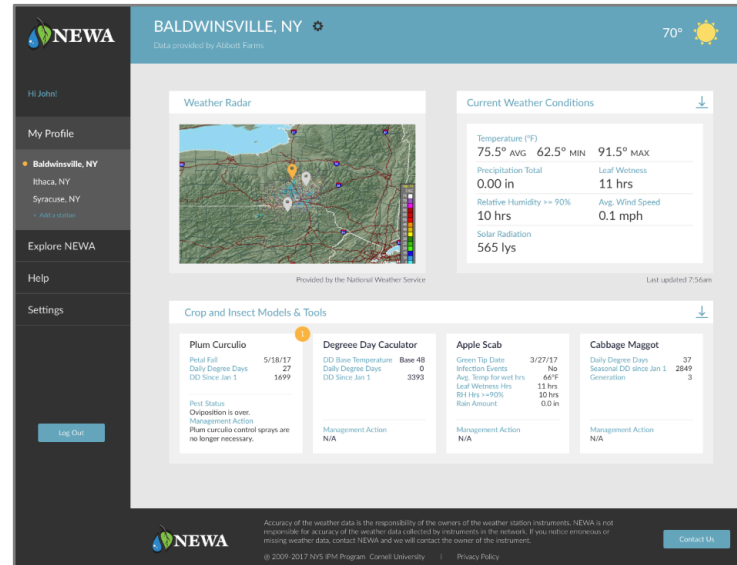 NEWA
BALDWINSVILLE, NY
Data provided by Abbott Farms
70°
Hi John!
My Profile
Baldwinsville, NY
Ithaca, NY
Syracuse, NY
+ Add a station
Explore NEWA
Help
Settings
Log Out
Weather Radar
Provided by the National Weather Service
Current Weather Conditions
Temperature (°F)
75.5° AVG 62.5° MIN 91.5° MAX
Precipitation Total Leaf Wetness
0.00 in 11 hrs
Relative Humidity >= 90% Avg. Wind Speed
10 hrs 0.1 mph
Solar Radiation
565 lys
Last updated 7:56am
Crop and Insect Models & Tools
1
Plum Curculio
Petal Fall 5/18/17
Daily Degree Days 27
DD Since Jan 1 1699
Pest Status
Oviposition is over.
Management Action
Plum curculio control sprays are
no longer necessary.
Degreee Day Caculator
DD Base Temperature Base 48
Daily Degree Days 0
DD Since Jan 1 3393
Management Action
N/A
Apple Scab
Green Tip Date 3/27/17
Infection Events No
Avg. Temp for wet hrs 66°F
Leaf Wetness Hrs 11 hrs
RH Hrs >=90% 10 hrs
Rain Amount 0.0 in
Management Action
N/A
Cabbage Maggot
Daily Degree Days 37
Seasonal DD since Jan 1 2849
Generation 3
Management Action
N/A
NEWA
Accuracy of the weather data is the responsibility of the owners of the weather station instruments. NEWA is not
responsible for accuracy of the weather data collected by instruments in the network. If you notice erroneous or
missing weather data, contact NEWA and we will contact the owner of the instrument.
@ 2009-2017 NYS IPM Program Cornell University | Privacy Policy
Contact Us